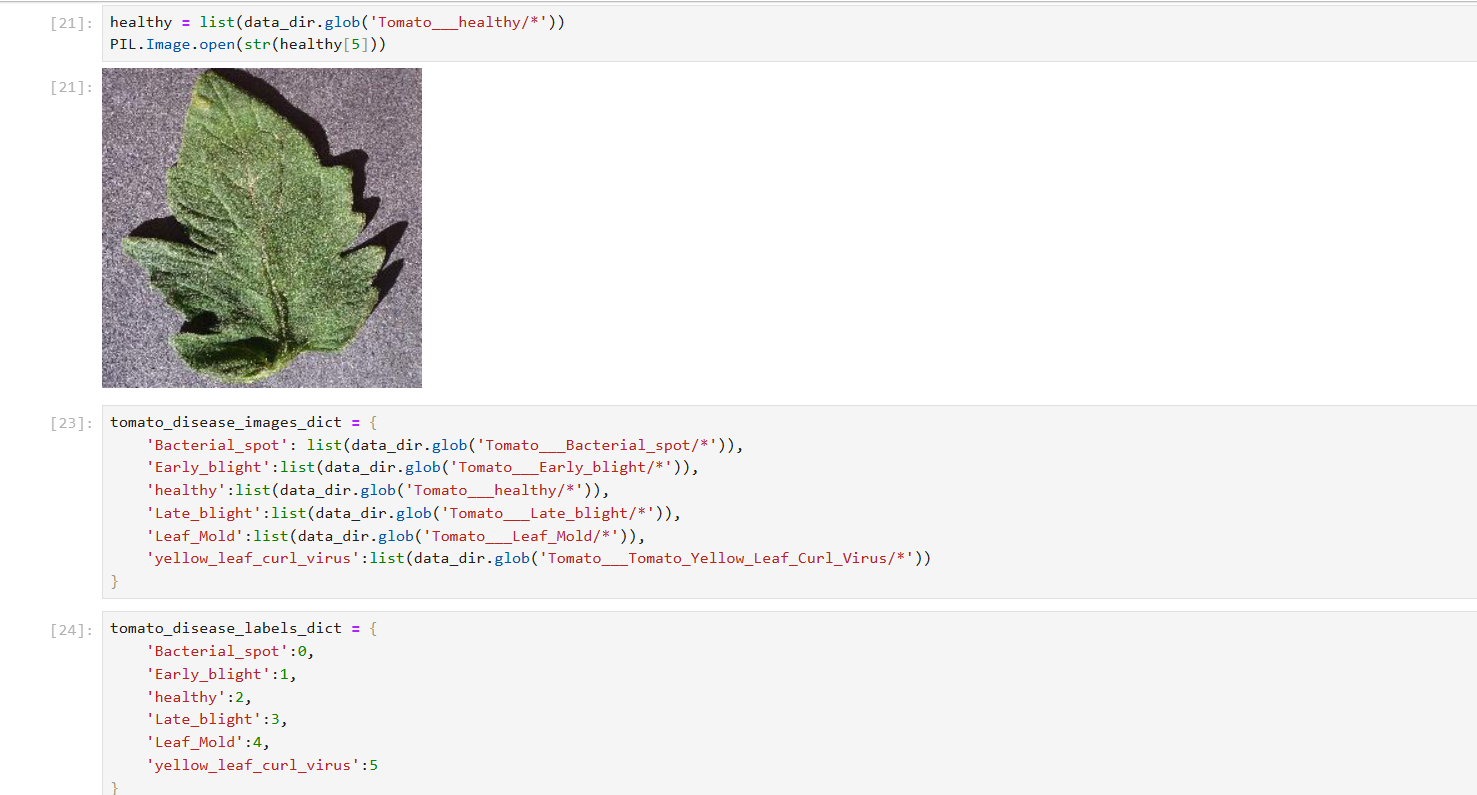 [21]: healthy = list(data_dir.glob('Tomato___healthy/*'))
PIL.Image.open(str(healthy[5]))
[21]:
[23]: tomato_disease_images_dict = {
    'Bacterial_spot': list(data_dir.glob('Tomato___Bacterial_spot/*')),
    'Early_blight':list(data_dir.glob('Tomato___Early_blight/*')),
    'healthy':list(data_dir.glob('Tomato___healthy/*')),
    'Late_blight':list(data_dir.glob('Tomato___Late_blight/*')),
    'Leaf_Mold':list(data_dir.glob('Tomato___Leaf_Mold/*')),
    'yellow_leaf_curl_virus':list(data_dir.glob('Tomato___Tomato_Yellow_Leaf_Curl_Virus/*'))
}
[24]: tomato_disease_labels_dict = {
    'Bacterial_spot':0,
    'Early_blight':1,
    'healthy':2,
    'Late_blight':3,
    'Leaf_Mold':4,
    'yellow_leaf_curl_virus':5
}